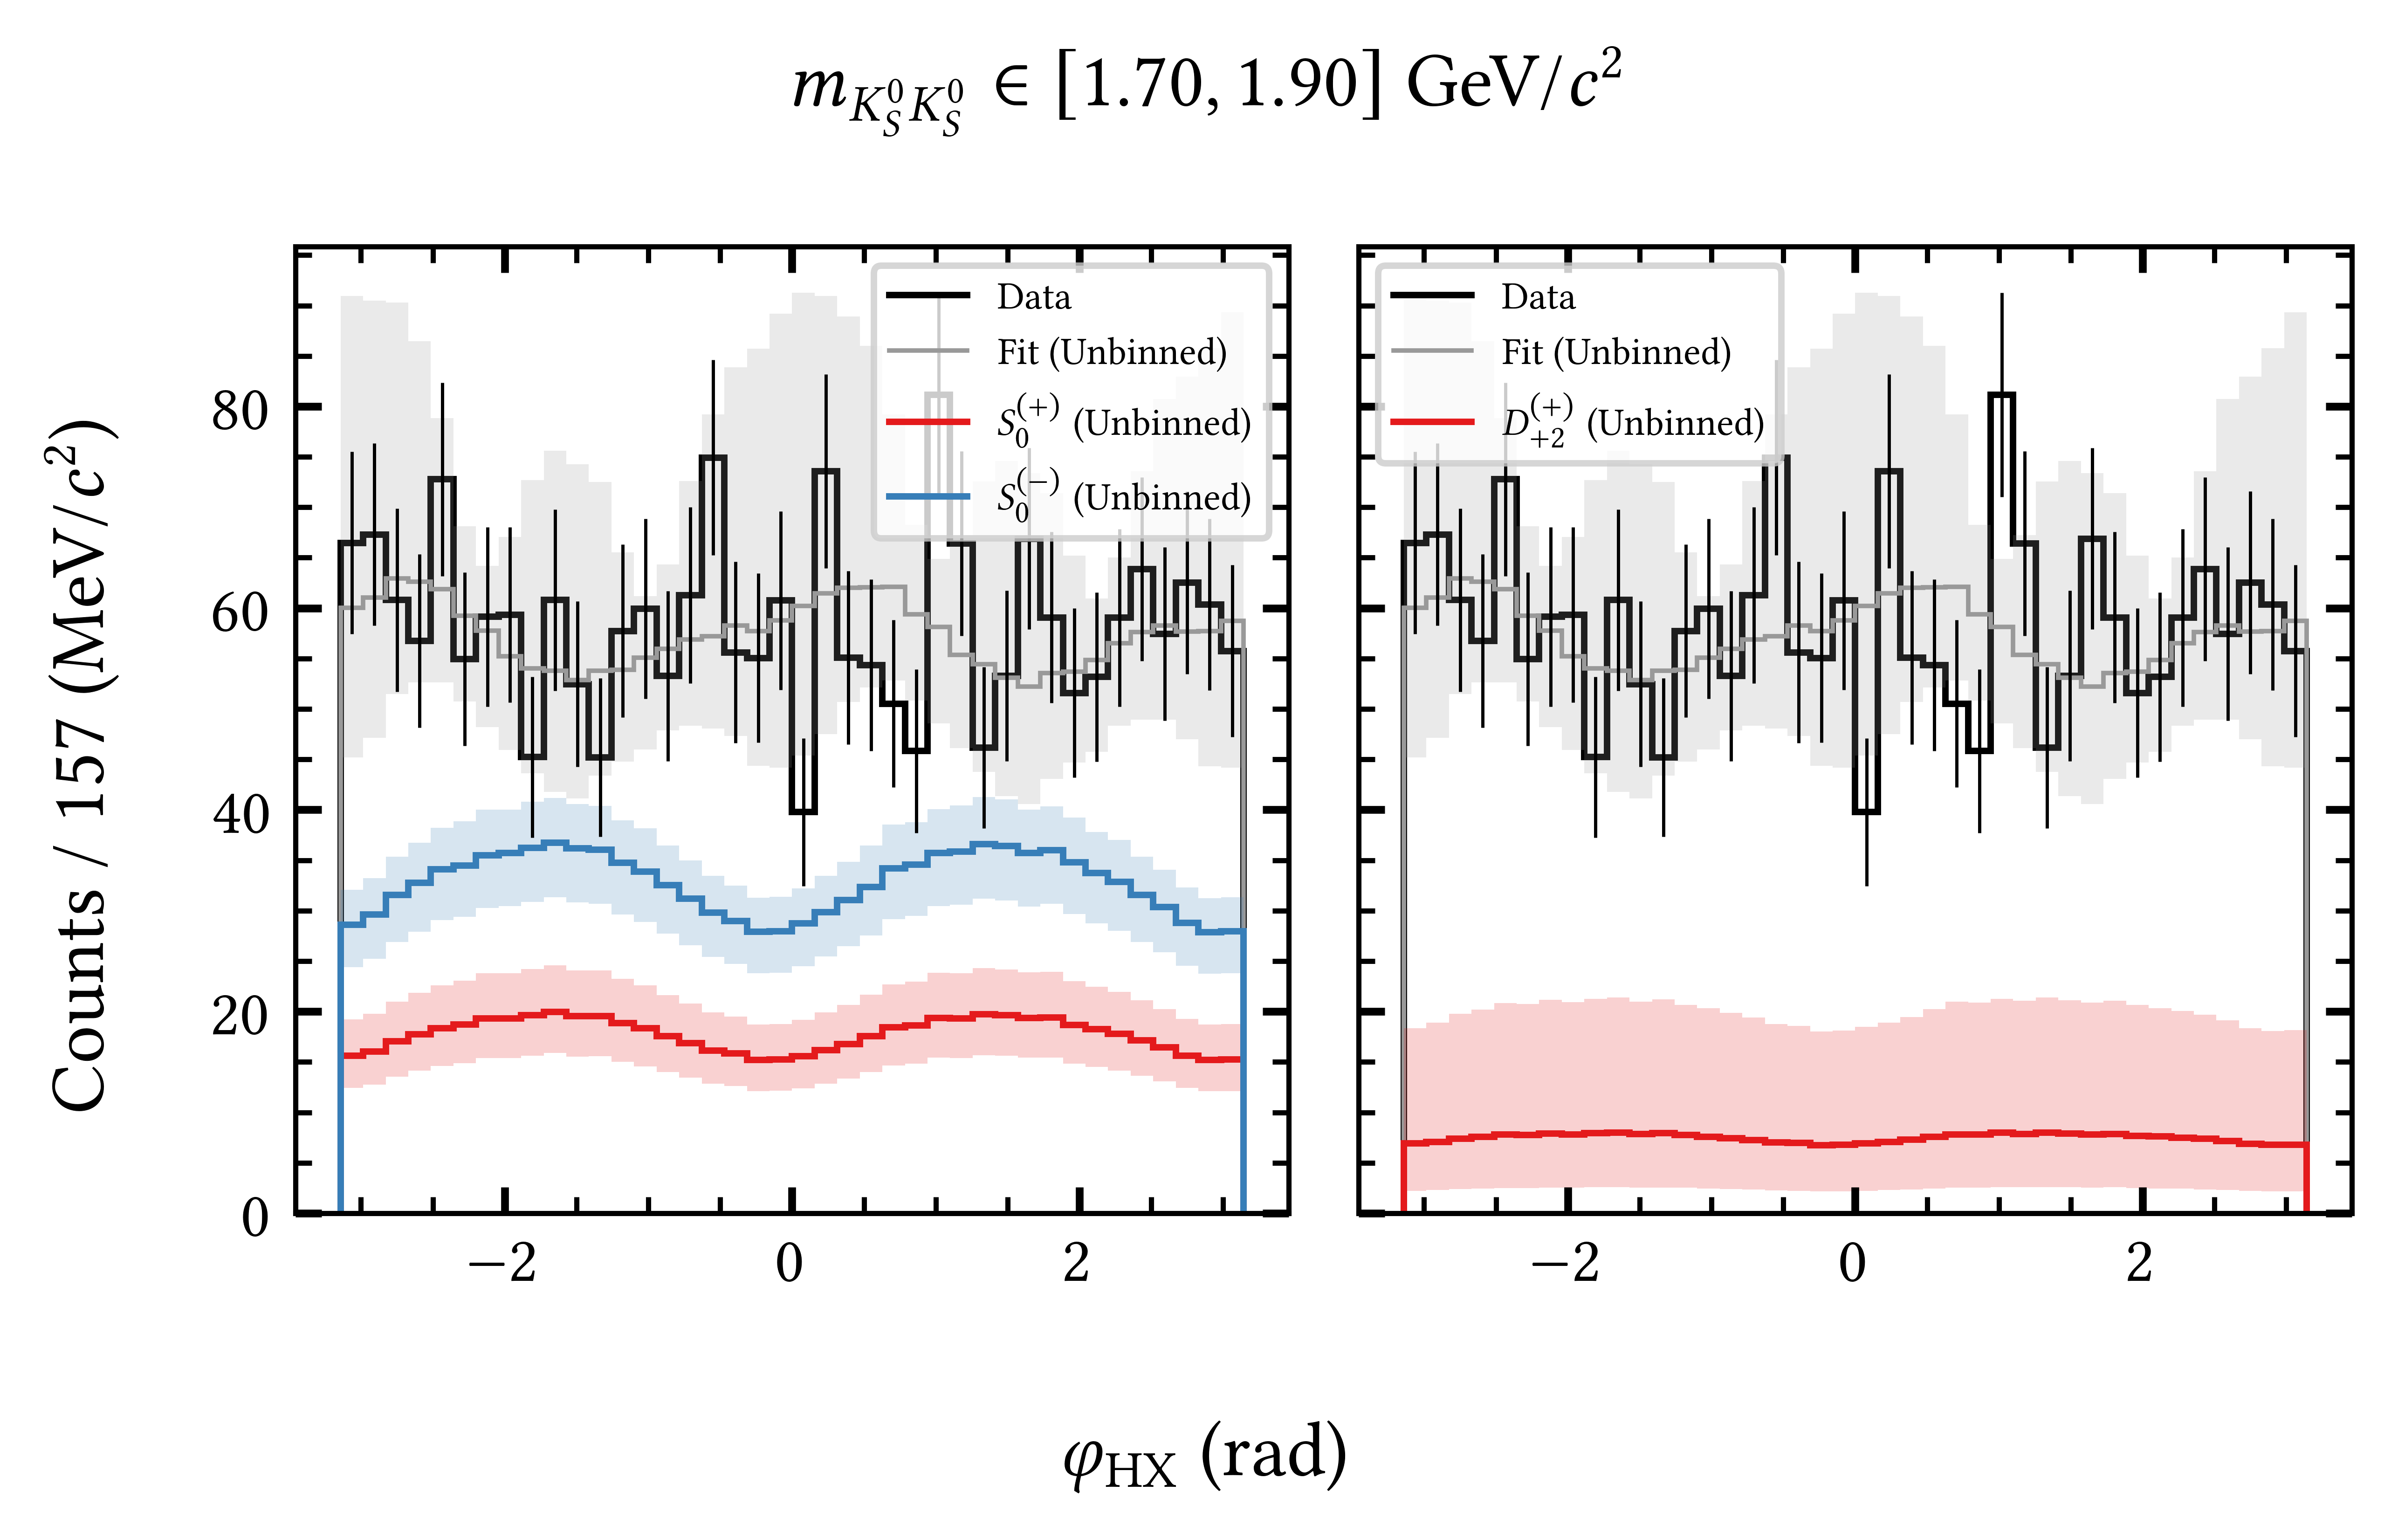 m_{K_S^0 K_S^0} ∈ [1.70, 1.90] GeV/c²
Counts / 157 (MeV/c²)
80
60
40
20
0
Data
Fit (Unbinned)
S_0^{(+)} (Unbinned)
S_0^{(−)} (Unbinned)
−2
0
2
Data
Fit (Unbinned)
D_{+2}^{(+)} (Unbinned)
−2
0
2
φ_{HX} (rad)